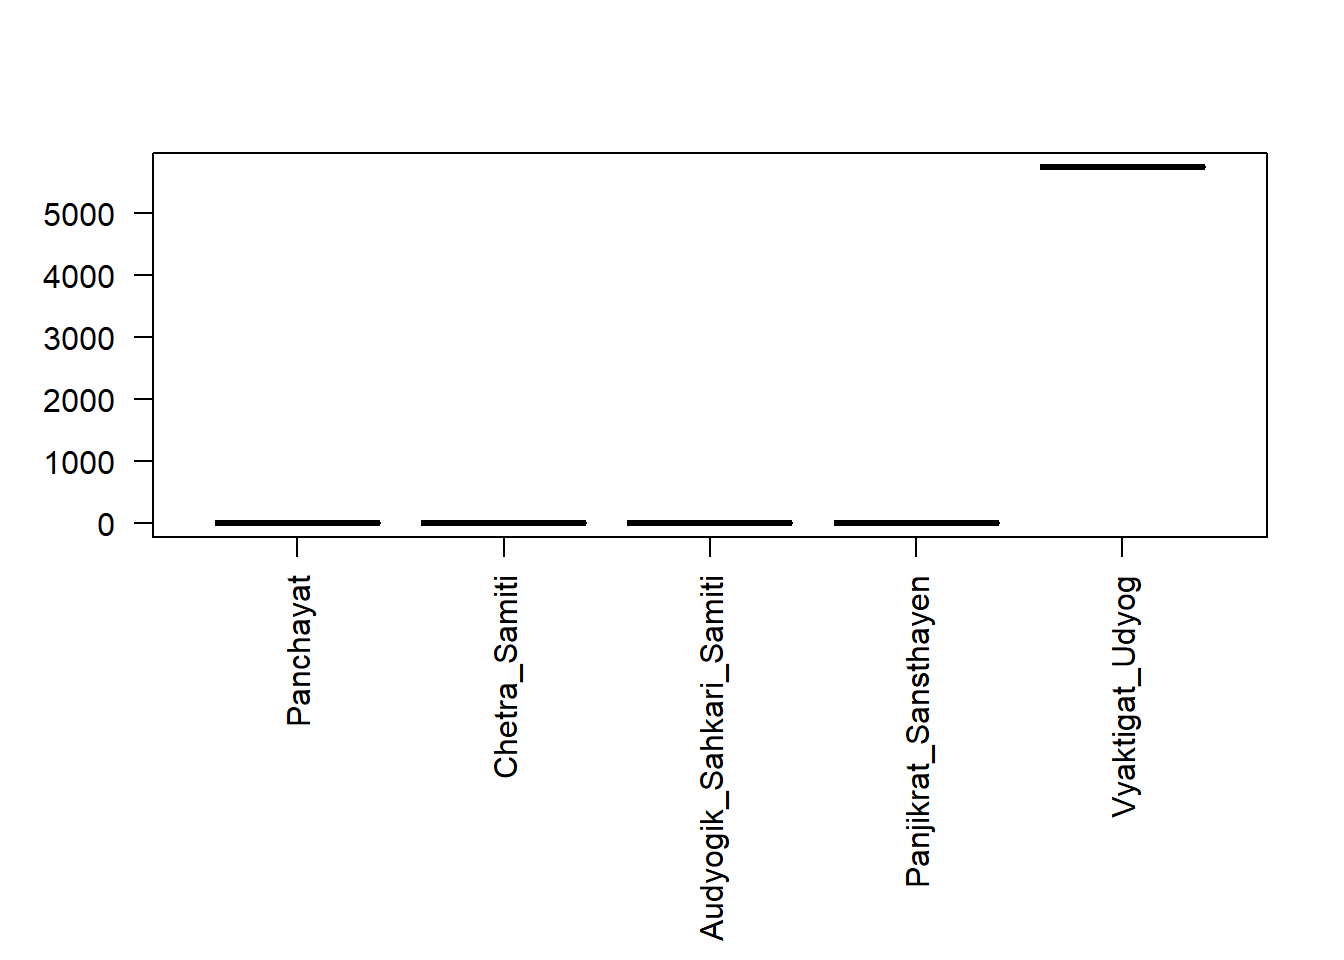 5000
4000
3000
2000
1000
0
Panchayat
Chetra_Samiti
Audyogik_Sahkari_Samiti
Panjikrat_Sansthayen
Vyaktigat_Udyog